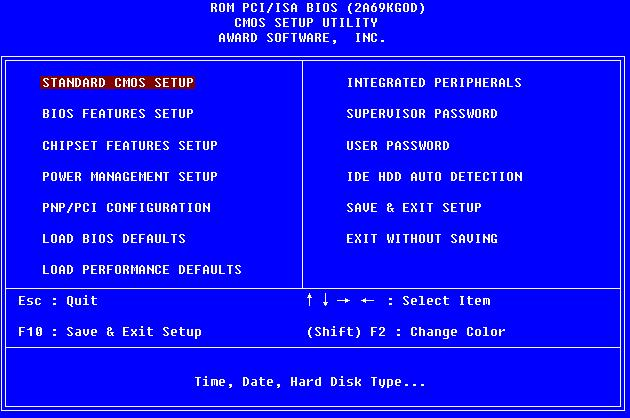 ROM PCI/ISA BIOS (2A69KGOD)
CMOS SETUP UTILITY
AWARD SOFTWARE, INC.
STANDARD CMOS SETUP
BIOS FEATURES SETUP
CHIPSET FEATURES SETUP
POWER MANAGEMENT SETUP
PNP/PCI CONFIGURATION
LOAD BIOS DEFAULTS
LOAD PERFORMANCE DEFAULTS
INTEGRATED PERIPHERALS
SUPERVISOR PASSWORD
USER PASSWORD
IDE HDD AUTO DETECTION
SAVE & EXIT SETUP
EXIT WITHOUT SAVING
Esc : Quit
↑ ↓ → ← : Select Item
F10 : Save & Exit Setup
(Shift) F2 : Change Color
Time, Date, Hard Disk Type...